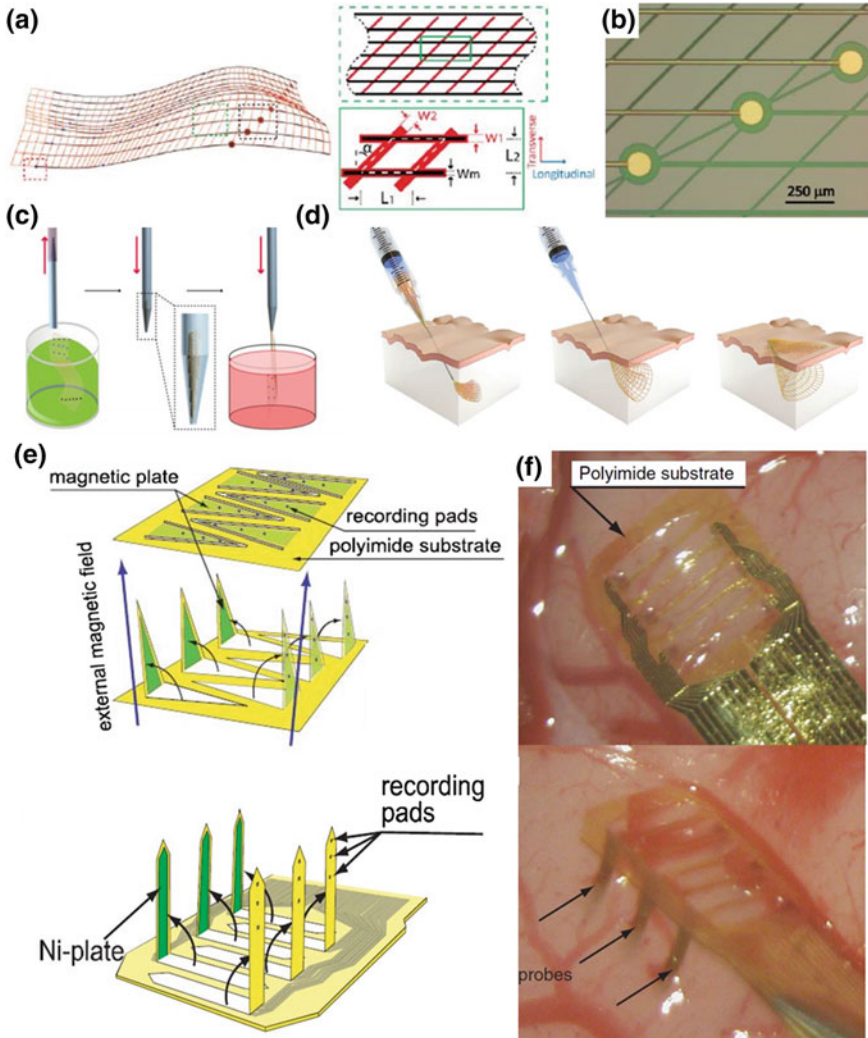 (a)
W2
α
W1
L2
Wm
L1
Transverse
Longitudinal
(b)
250 µm
(c)
(d)
(e)
magnetic plate
recording pads
polyimide substrate
external magnetic field
recording
pads
Ni-plate
(f)
Polyimide substrate
probes